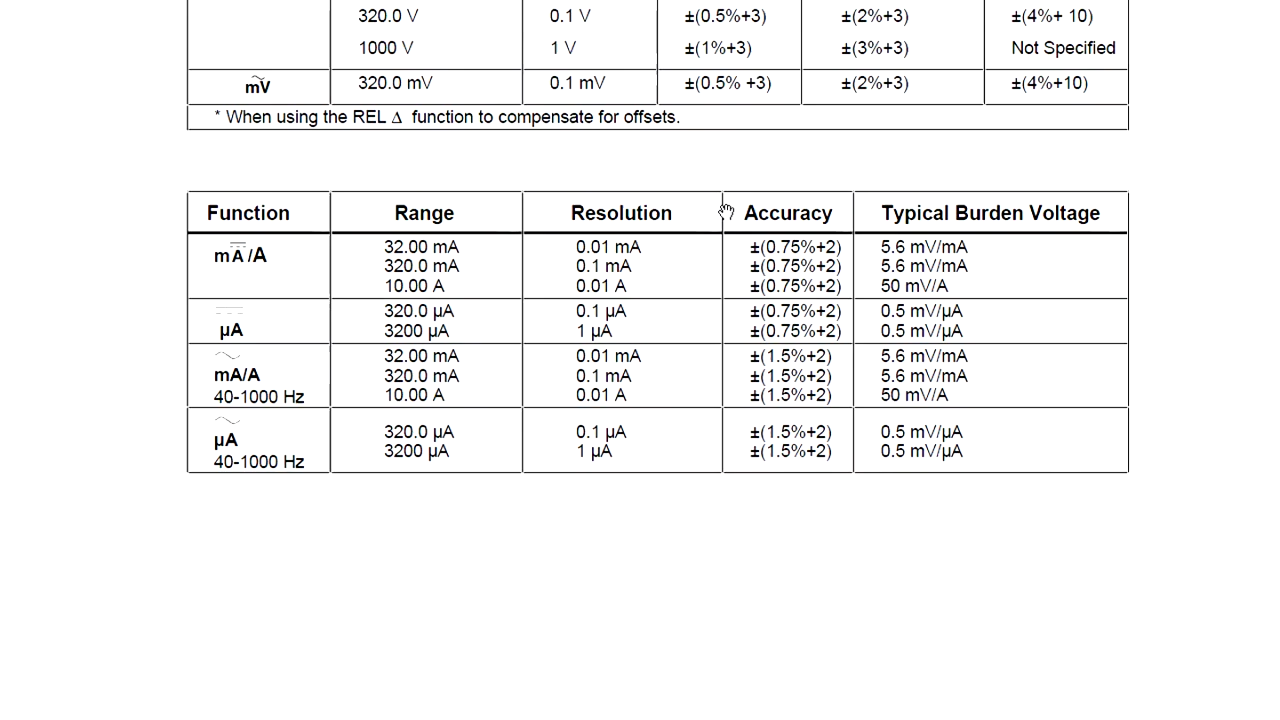 320.0 V 0.1 V ±(0.5%+3) ±(2%+3) ±(4%+ 10)
1000 V 1 V ±(1%+3) ±(3%+3) Not Specified
mV 320.0 mV 0.1 mV ±(0.5% +3) ±(2%+3) ±(4%+10)
* When using the REL Δ function to compensate for offsets.
Function Range Resolution Accuracy Typical Burden Voltage
mA/A 32.00 mA 0.01 mA ±(0.75%+2) 5.6 mV/mA
320.0 mA 0.1 mA ±(0.75%+2) 5.6 mV/mA
10.00 A 0.01 A ±(0.75%+2) 50 mV/A
320.0 µA 0.1 µA ±(0.75%+2) 0.5 mV/µA
µA 3200 µA 1 µA ±(0.75%+2) 0.5 mV/µA
32.00 mA 0.01 mA ±(1.5%+2) 5.6 mV/mA
mA/A 320.0 mA 0.1 mA ±(1.5%+2) 5.6 mV/mA
40-1000 Hz 10.00 A 0.01 A ±(1.5%+2) 50 mV/A
µA 320.0 µA 0.1 µA ±(1.5%+2) 0.5 mV/µA
3200 µA 1 µA ±(1.5%+2) 0.5 mV/µA
40-1000 Hz